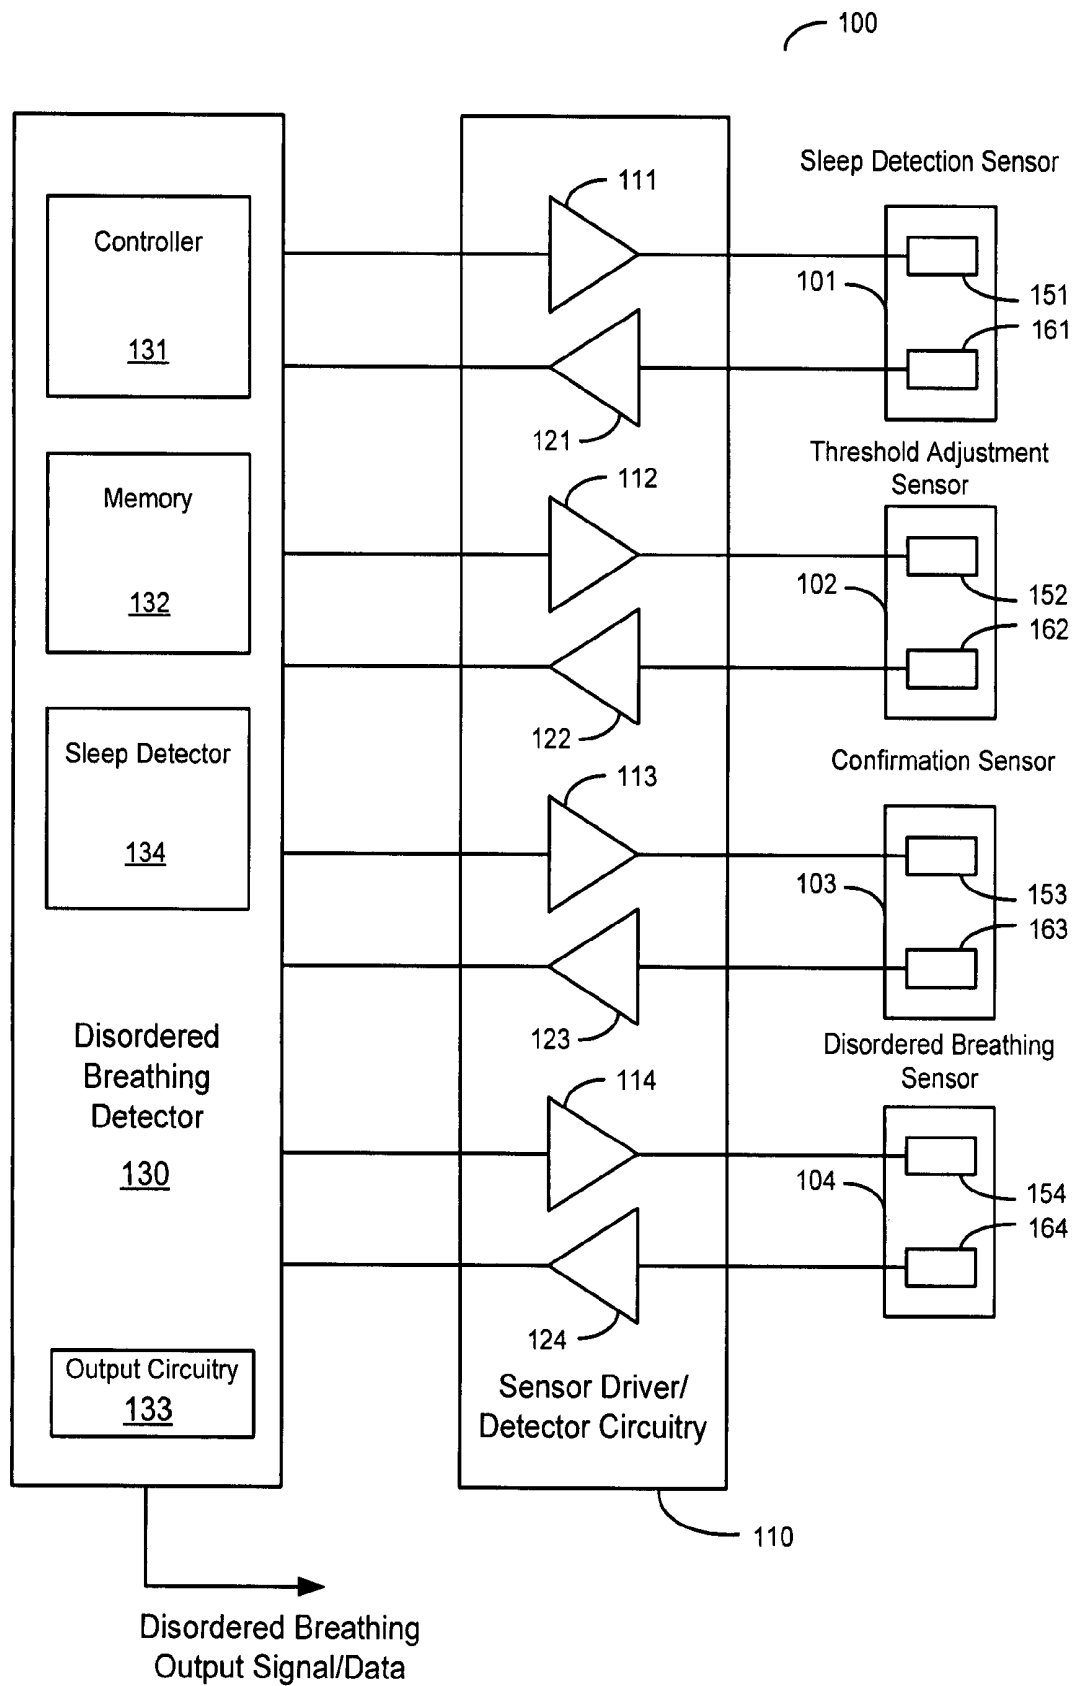 100
Sleep Detection Sensor
111
Controller
101
151
131
161
121
Threshold Adjustment
Sensor
112
Memory
102
152
132
162
122
Sleep Detector
Confirmation Sensor
113
134
103
153
163
123
Disordered
Breathing
Detector
130
Disordered Breathing
Sensor
114
104
154
164
124
Output Circuitry
133
Sensor Driver/
Detector Circuitry
110
Disordered Breathing
Output Signal/Data